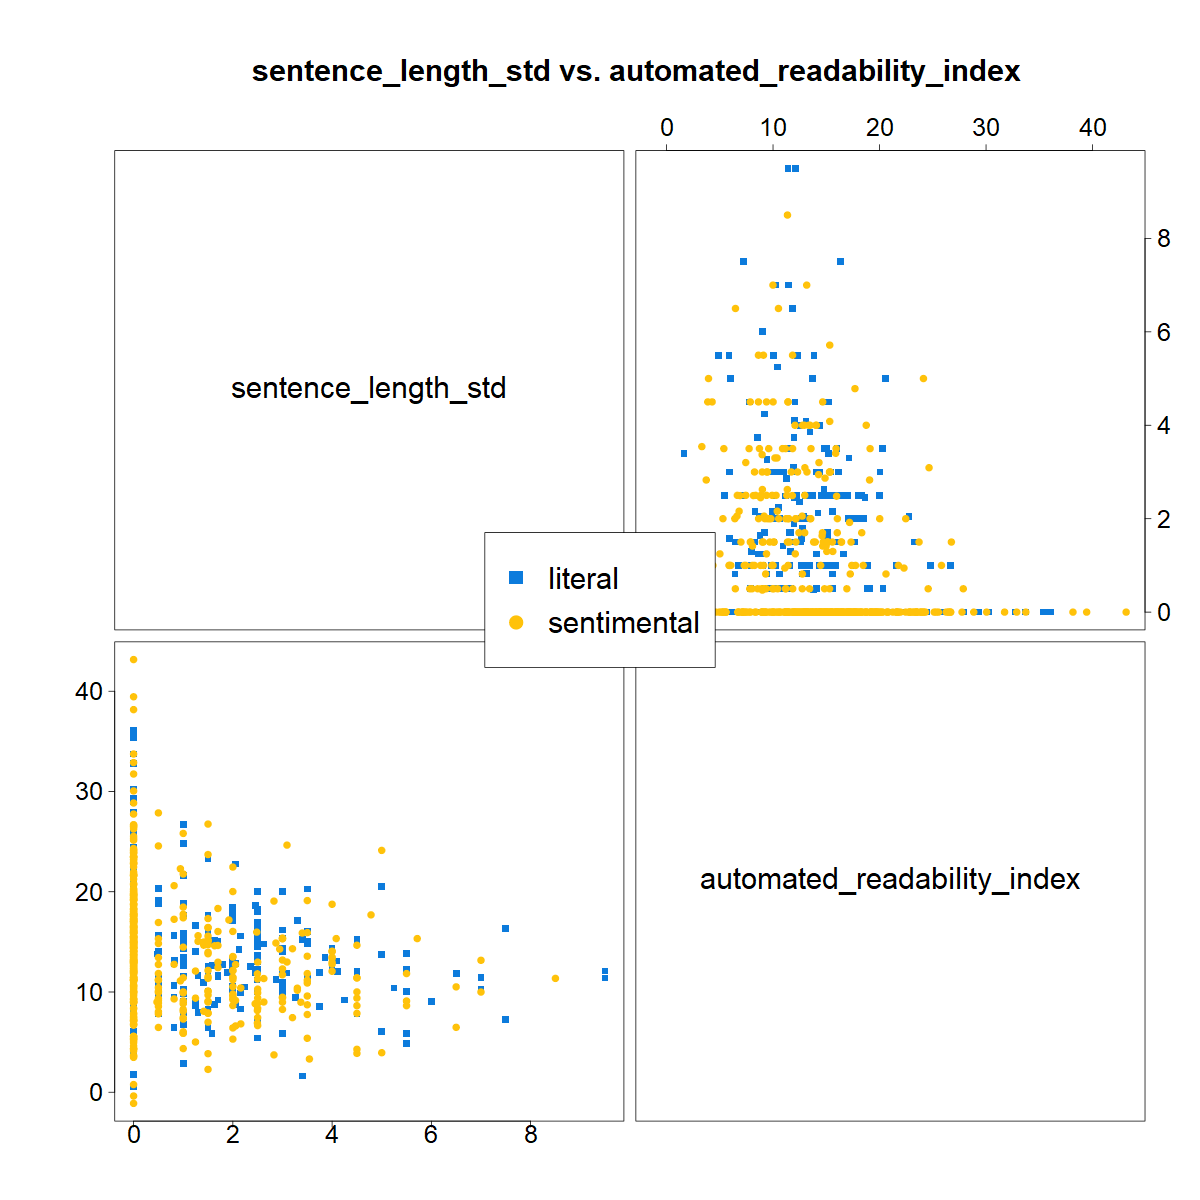 sentence_length_std vs. automated_readability_index
0 10 20 30 40
sentence_length_std
8
6
4
2
0
literal
sentimental
40
30
20
10
0
automated_readability_index
0 2 4 6 8